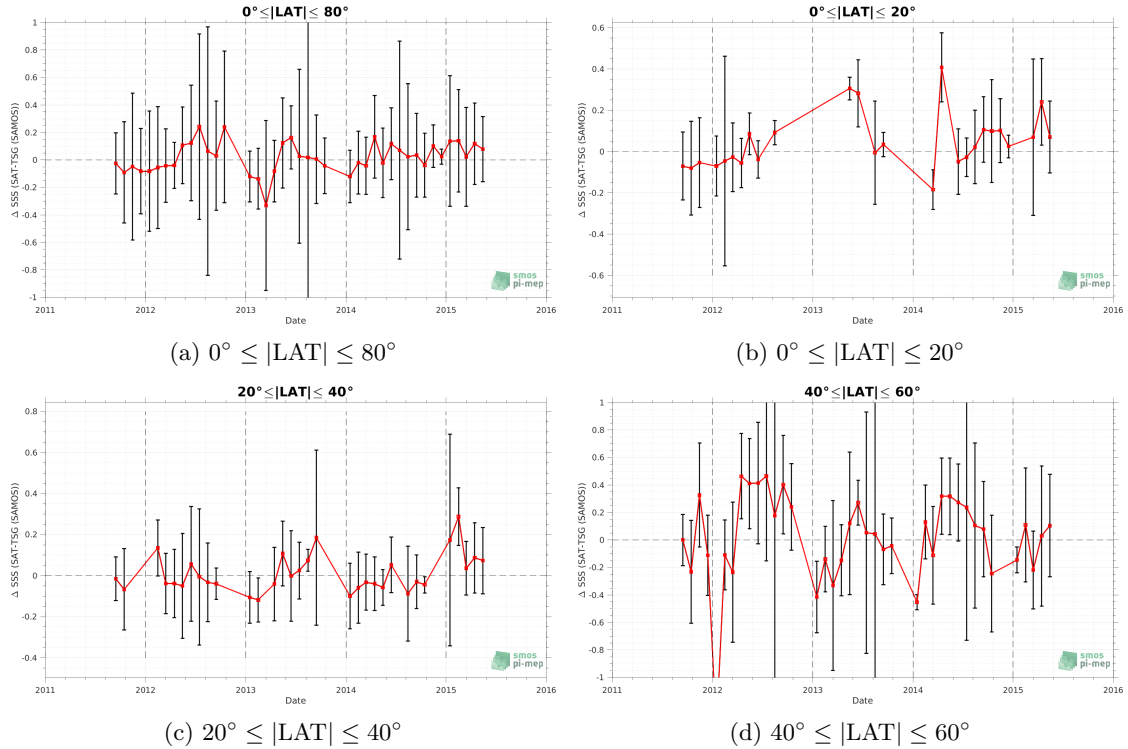 0°≤|LAT|≤ 80°
1
0.8
0.6
0.4
0.2
0
-0.2
-0.4
-0.6
-0.8
-1
Δ SSS (SAT-TSG (SAMOS))
2011 2012 2013 2014 2015 2016
Date
smos
pi-mep
(a) 0° ≤ |LAT| ≤ 80°
0°≤|LAT|≤ 20°
0.6
0.4
0.2
0
-0.2
-0.4
-0.6
Δ SSS (SAT-TSG (SAMOS))
2011 2012 2013 2014 2015 2016
Date
smos
pi-mep
(b) 0° ≤ |LAT| ≤ 20°
20°≤|LAT|≤ 40°
0.8
0.6
0.4
0.2
0
-0.2
-0.4
Δ SSS (SAT-TSG (SAMOS))
2011 2012 2013 2014 2015 2016
Date
smos
pi-mep
(c) 20° ≤ |LAT| ≤ 40°
40°≤|LAT|≤ 60°
1
0.8
0.6
0.4
0.2
0
-0.2
-0.4
-0.6
-0.8
-1
Δ SSS (SAT-TSG (SAMOS))
2011 2012 2013 2014 2015 2016
Date
smos
pi-mep
(d) 40° ≤ |LAT| ≤ 60°